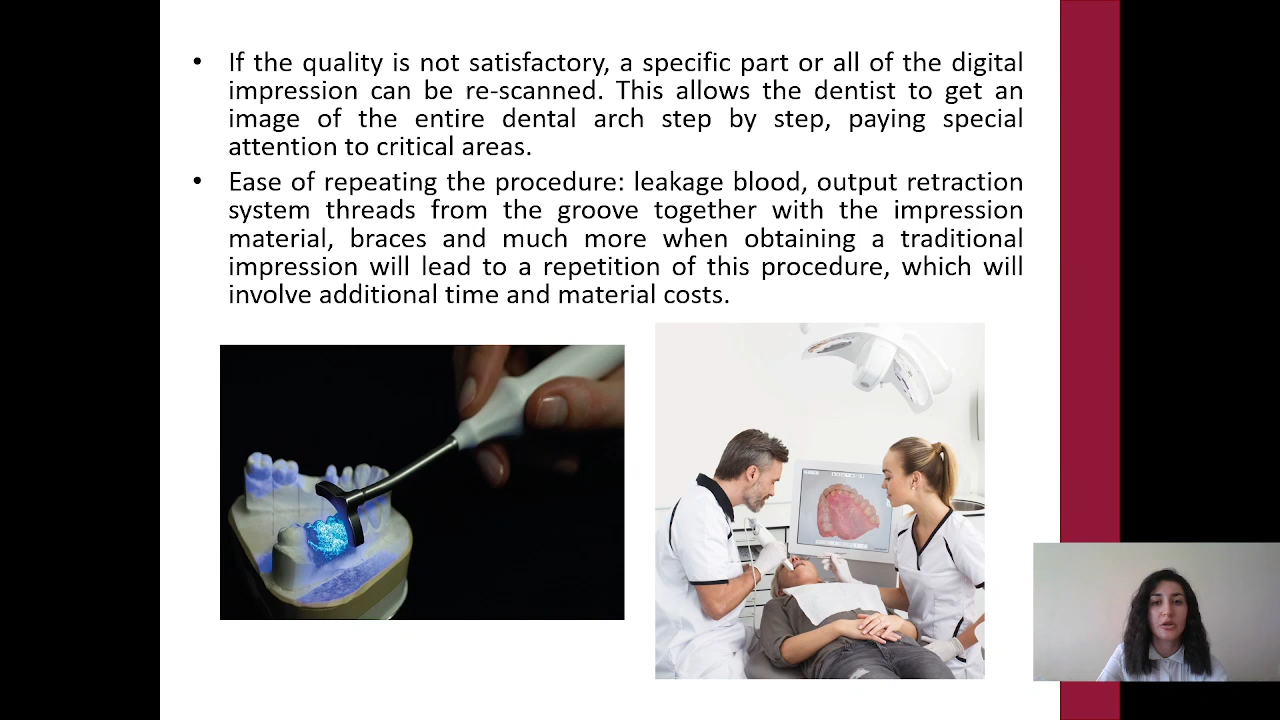 • If the quality is not satisfactory, a specific part or all of the digital
impression can be re-scanned. This allows the dentist to get an
image of the entire dental arch step by step, paying special
attention to critical areas.
• Ease of repeating the procedure: leakage blood, output retraction
system threads from the groove together with the impression
material, braces and much more when obtaining a traditional
impression will lead to a repetition of this procedure, which will
involve additional time and material costs.